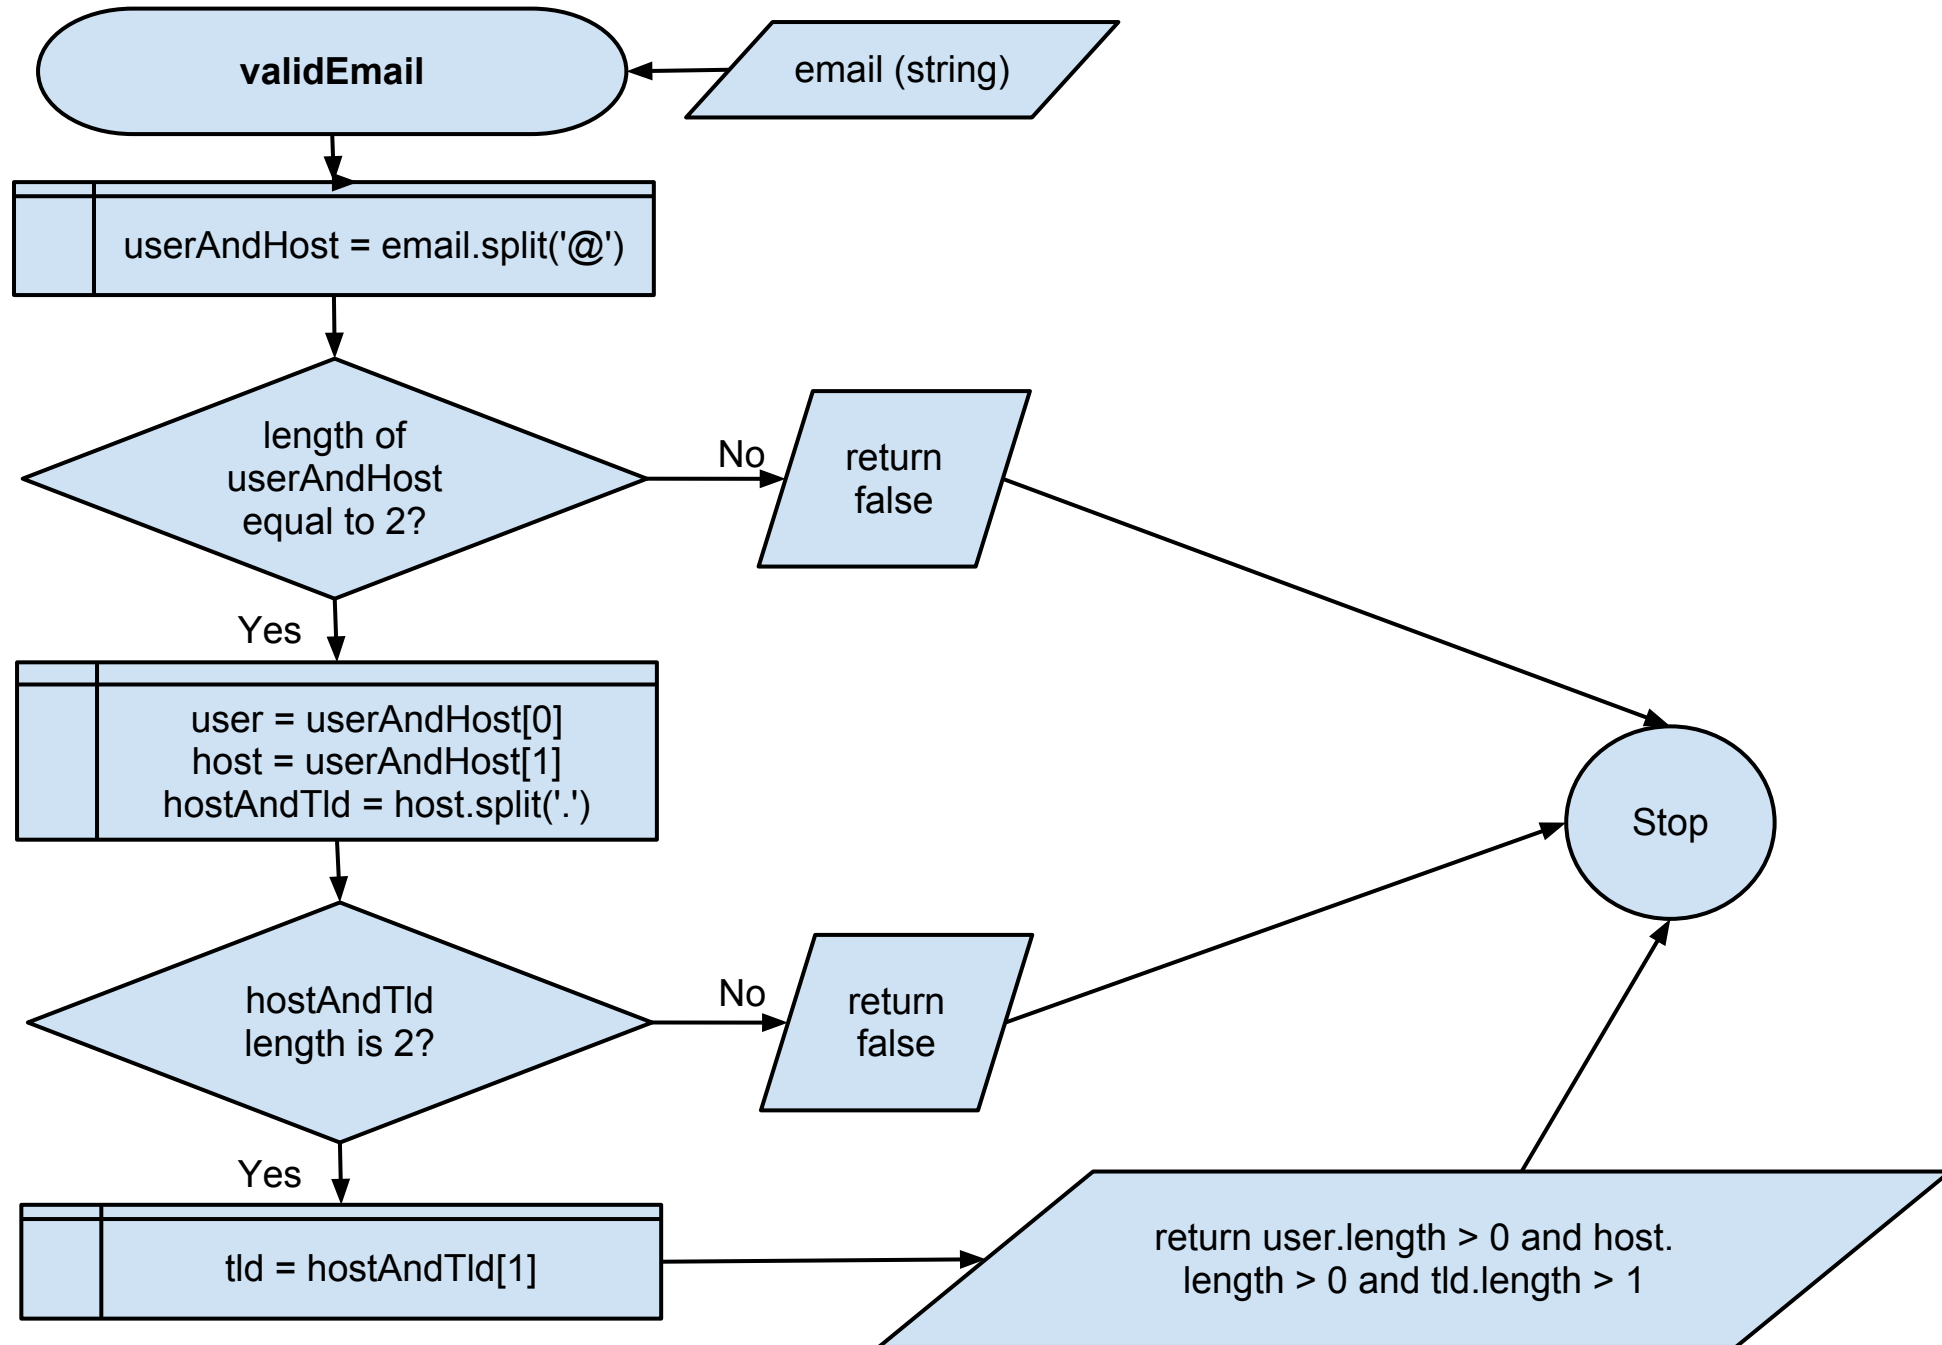 validEmail
email (string)
userAndHost = email.split('@')
length of
userAndHost
equal to 2?
No
return
false
Yes
user = userAndHost[0]
host = userAndHost[1]
hostAndTld = host.split('.')
Stop
hostAndTld
length is 2?
No
return
false
Yes
tld = hostAndTld[1]
return user.length > 0 and host.
length > 0 and tld.length > 1